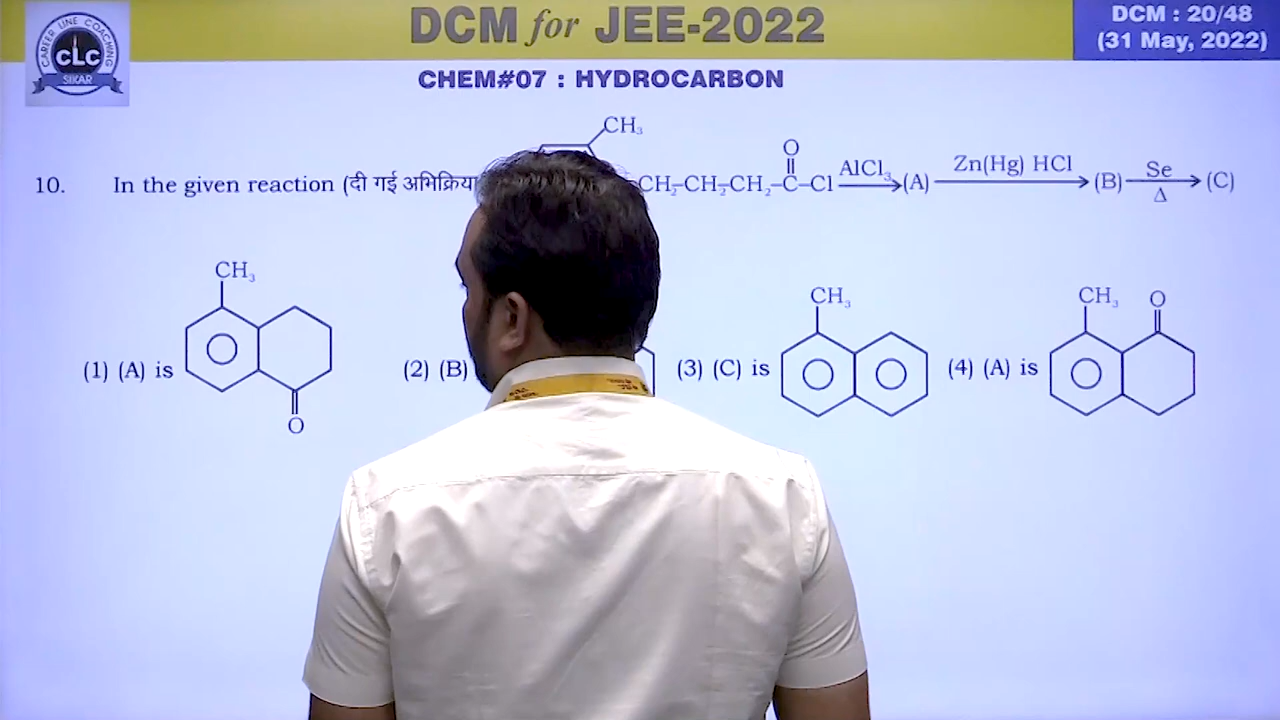 CAREER LINE COACHING
CLC
SIKAR
DCM for JEE-2022
DCM : 20/48
(31 May, 2022)
CHEM#07 : HYDROCARBON
CH₃
O
10. In the given reaction (दी गई अभिक्रिया
CH₂-CH₂-CH₂-C-Cl AlCl₃ (A) Zn(Hg) HCl (B) Se Δ (C)
CH₃
(1) (A) is
O
(2) (B)
CH₃
(3) (C) is
CH₃ O
(4) (A) is